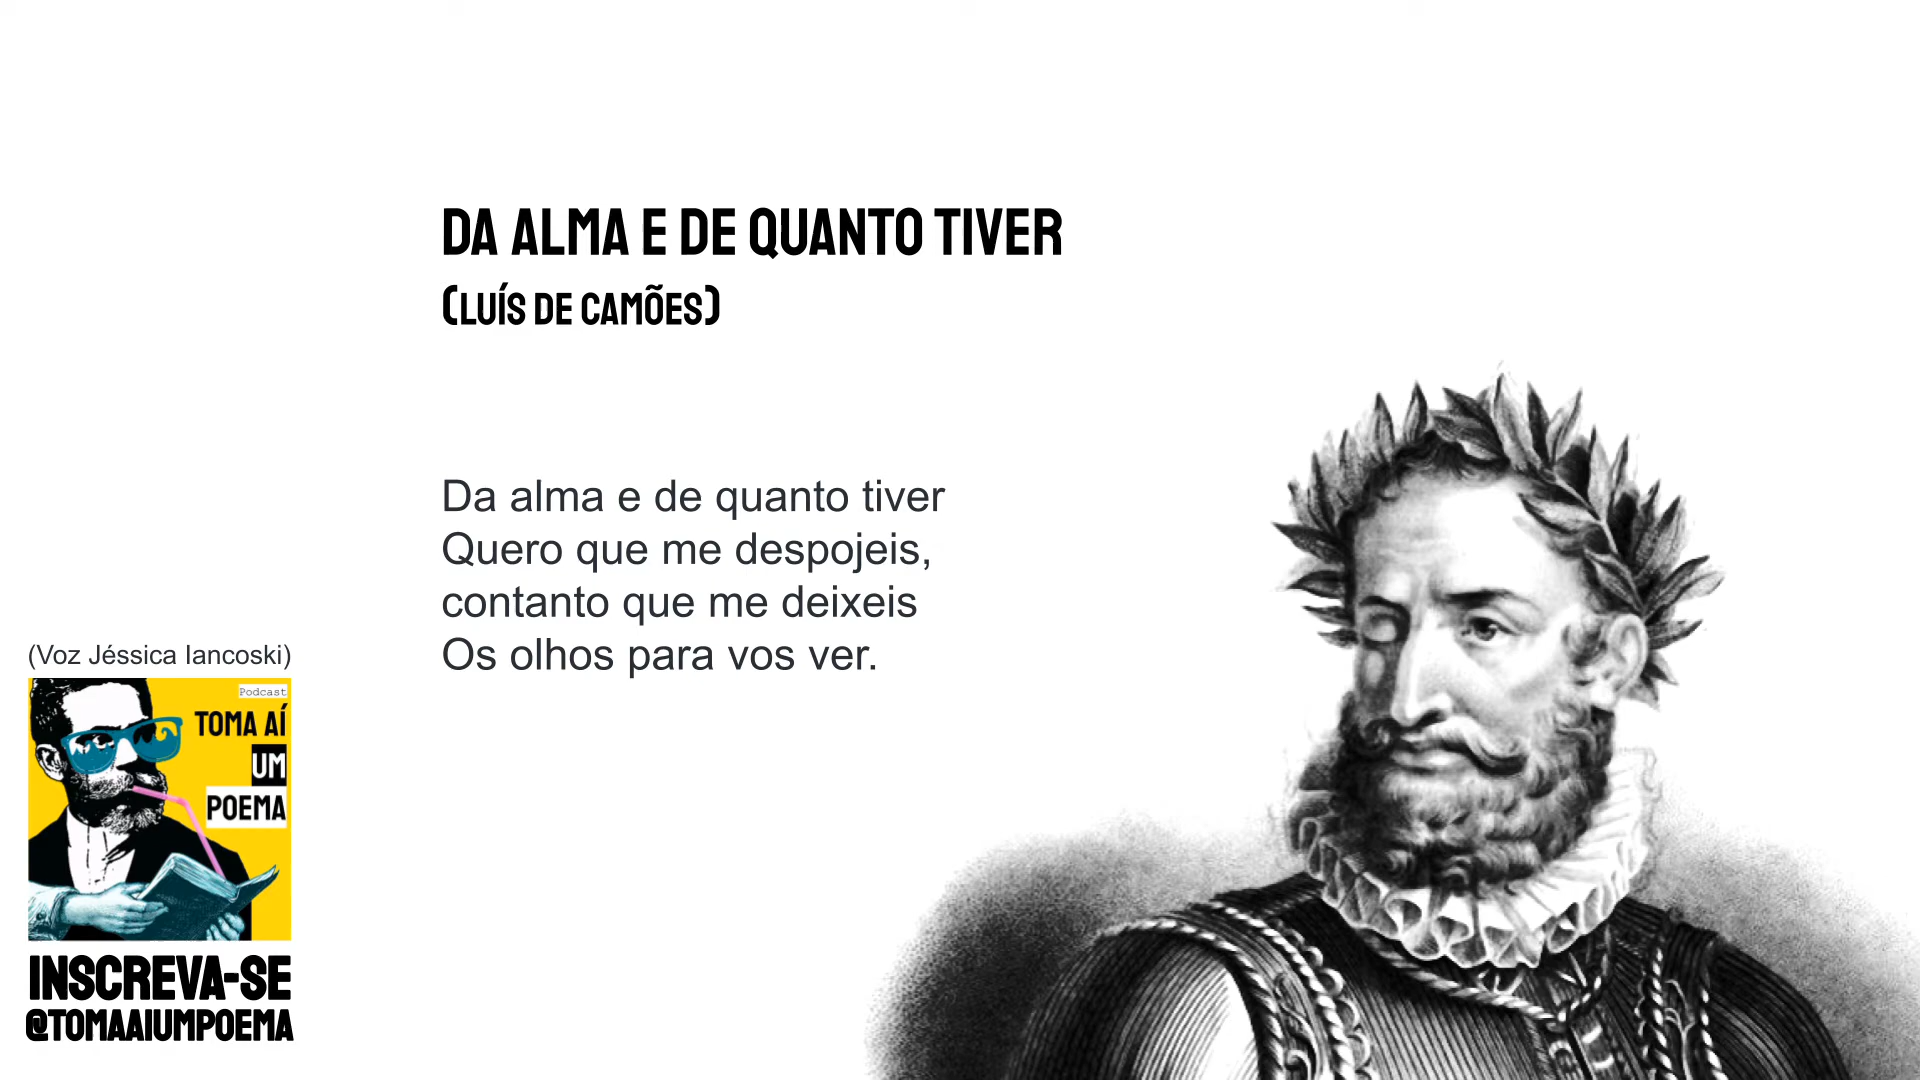 DA ALMA E DE QUANTO TIVER
(LUÍS DE CAMÕES)
Da alma e de quanto tiver
Quero que me despojeis,
contanto que me deixeis
Os olhos para vos ver.
(Voz Jéssica Iancoski)
Podcast
TOMA AÍ
UM
POEMA
INSCREVA-SE
@TOMAAIUMPOEMA